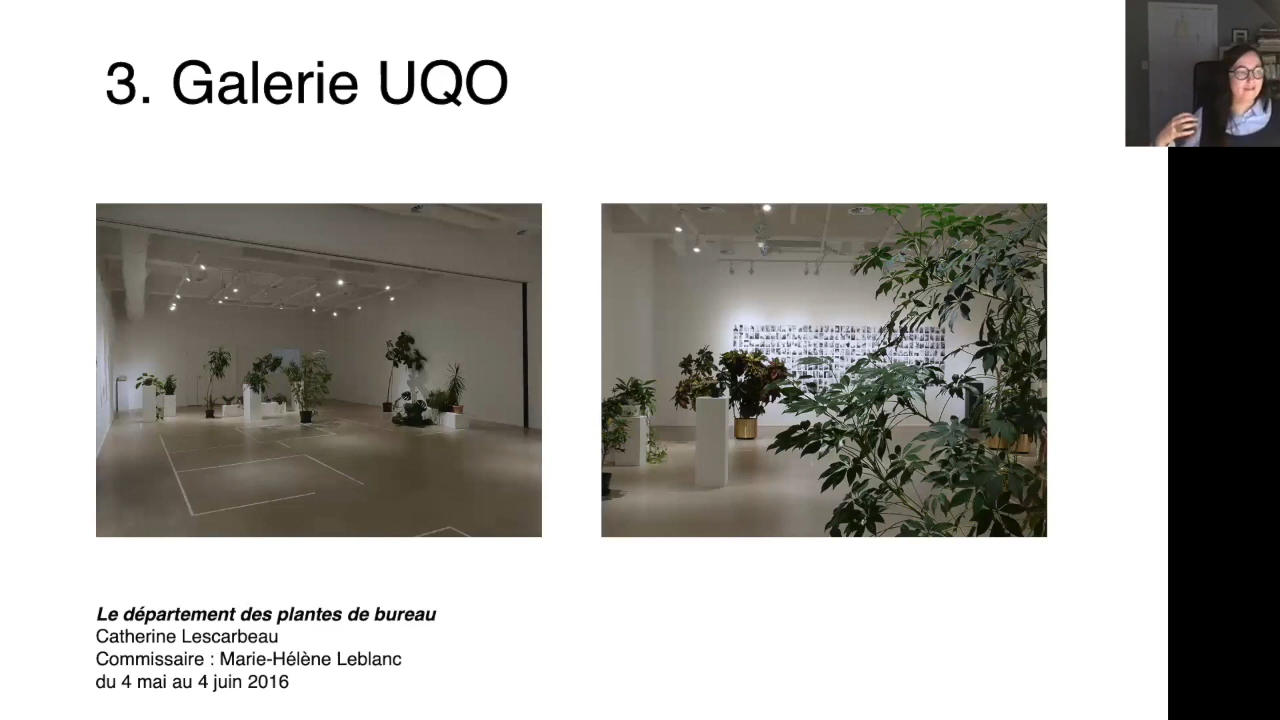 3. Galerie UQO
Le département des plantes de bureau
Catherine Lescarbeau
Commissaire : Marie-Hélène Leblanc
du 4 mai au 4 juin 2016